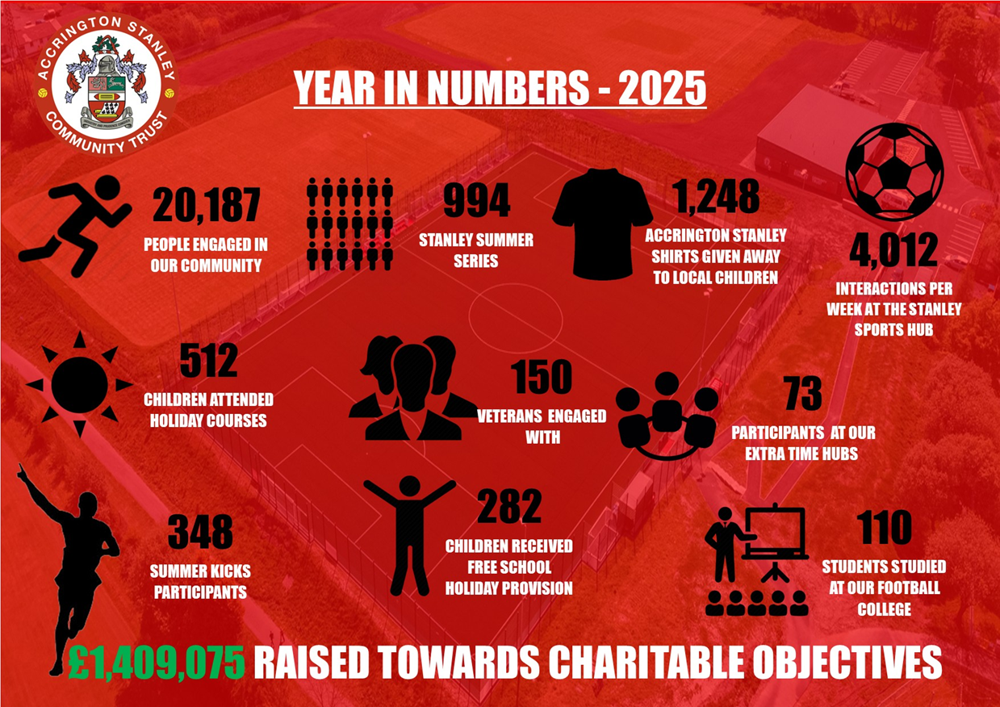 ACCRINGTON STANLEY
COMMUNITY TRUST
YEAR IN NUMBERS - 2025
20,187
PEOPLE ENGAGED IN
OUR COMMUNITY
994
STANLEY SUMMER
SERIES
1,248
ACCRINGTON STANLEY
SHIRTS GIVEN AWAY
TO LOCAL CHILDREN
4,012
INTERACTIONS PER
WEEK AT THE STANLEY
SPORTS HUB
512
CHILDREN ATTENDED
HOLIDAY COURSES
150
VETERANS ENGAGED
WITH
73
PARTICIPANTS AT OUR
EXTRA TIME HUBS
348
SUMMER KICKS
PARTICIPANTS
282
CHILDREN RECEIVED
FREE SCHOOL
HOLIDAY PROVISION
110
STUDENTS STUDIED
AT OUR FOOTBALL
COLLEGE
£1,409,075 RAISED TOWARDS CHARITABLE OBJECTIVES